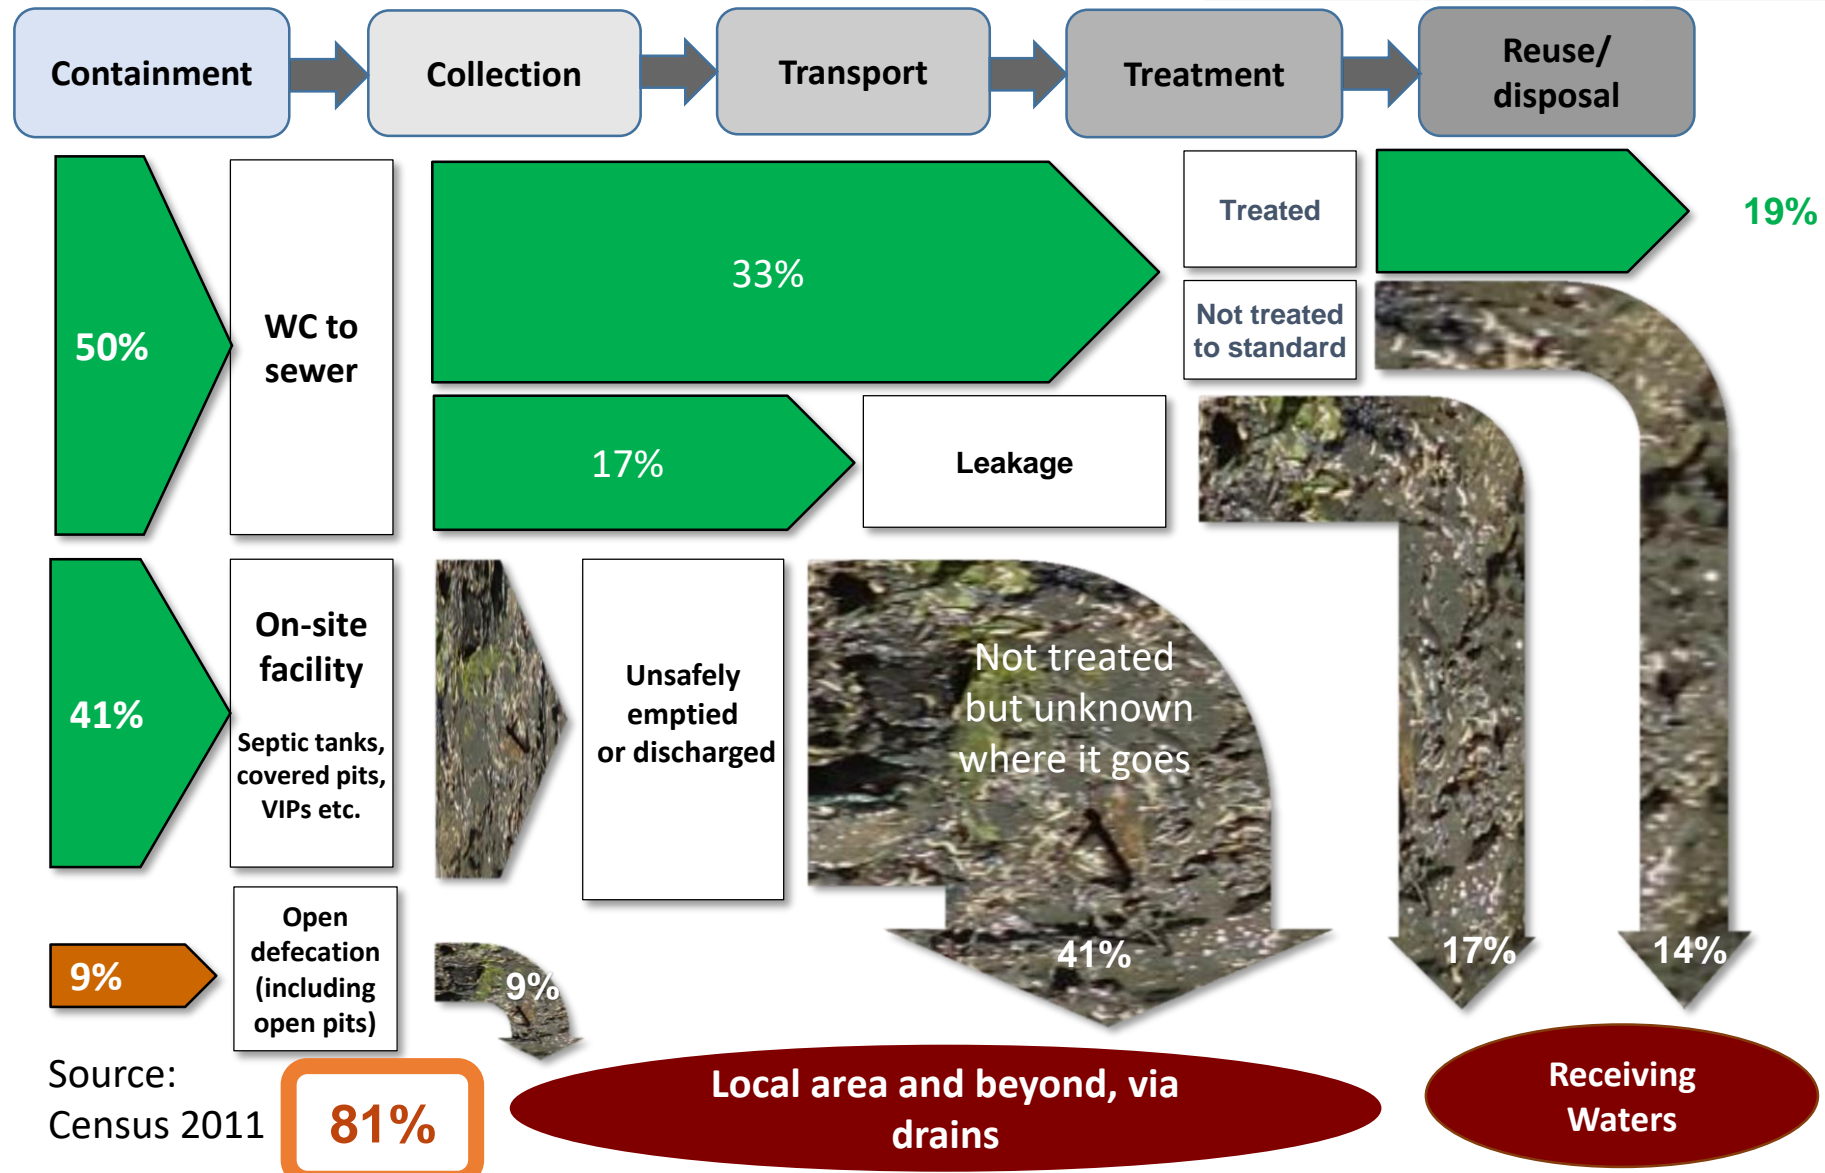 Containment
Collection
Transport
Treatment
Reuse/
disposal
50%
WC to
sewer
33%
Treated
19%
Not treated
to standard
17%
Leakage
41%
On-site
facility
Septic tanks,
covered pits,
VIPs etc.
Unsafely
emptied
or discharged
Not treated
but unknown
where it goes
41%
17%
14%
9%
Open
defecation
(including
open pits)
9%
Source:
Census 2011
81%
Local area and beyond, via
drains
Receiving
Waters